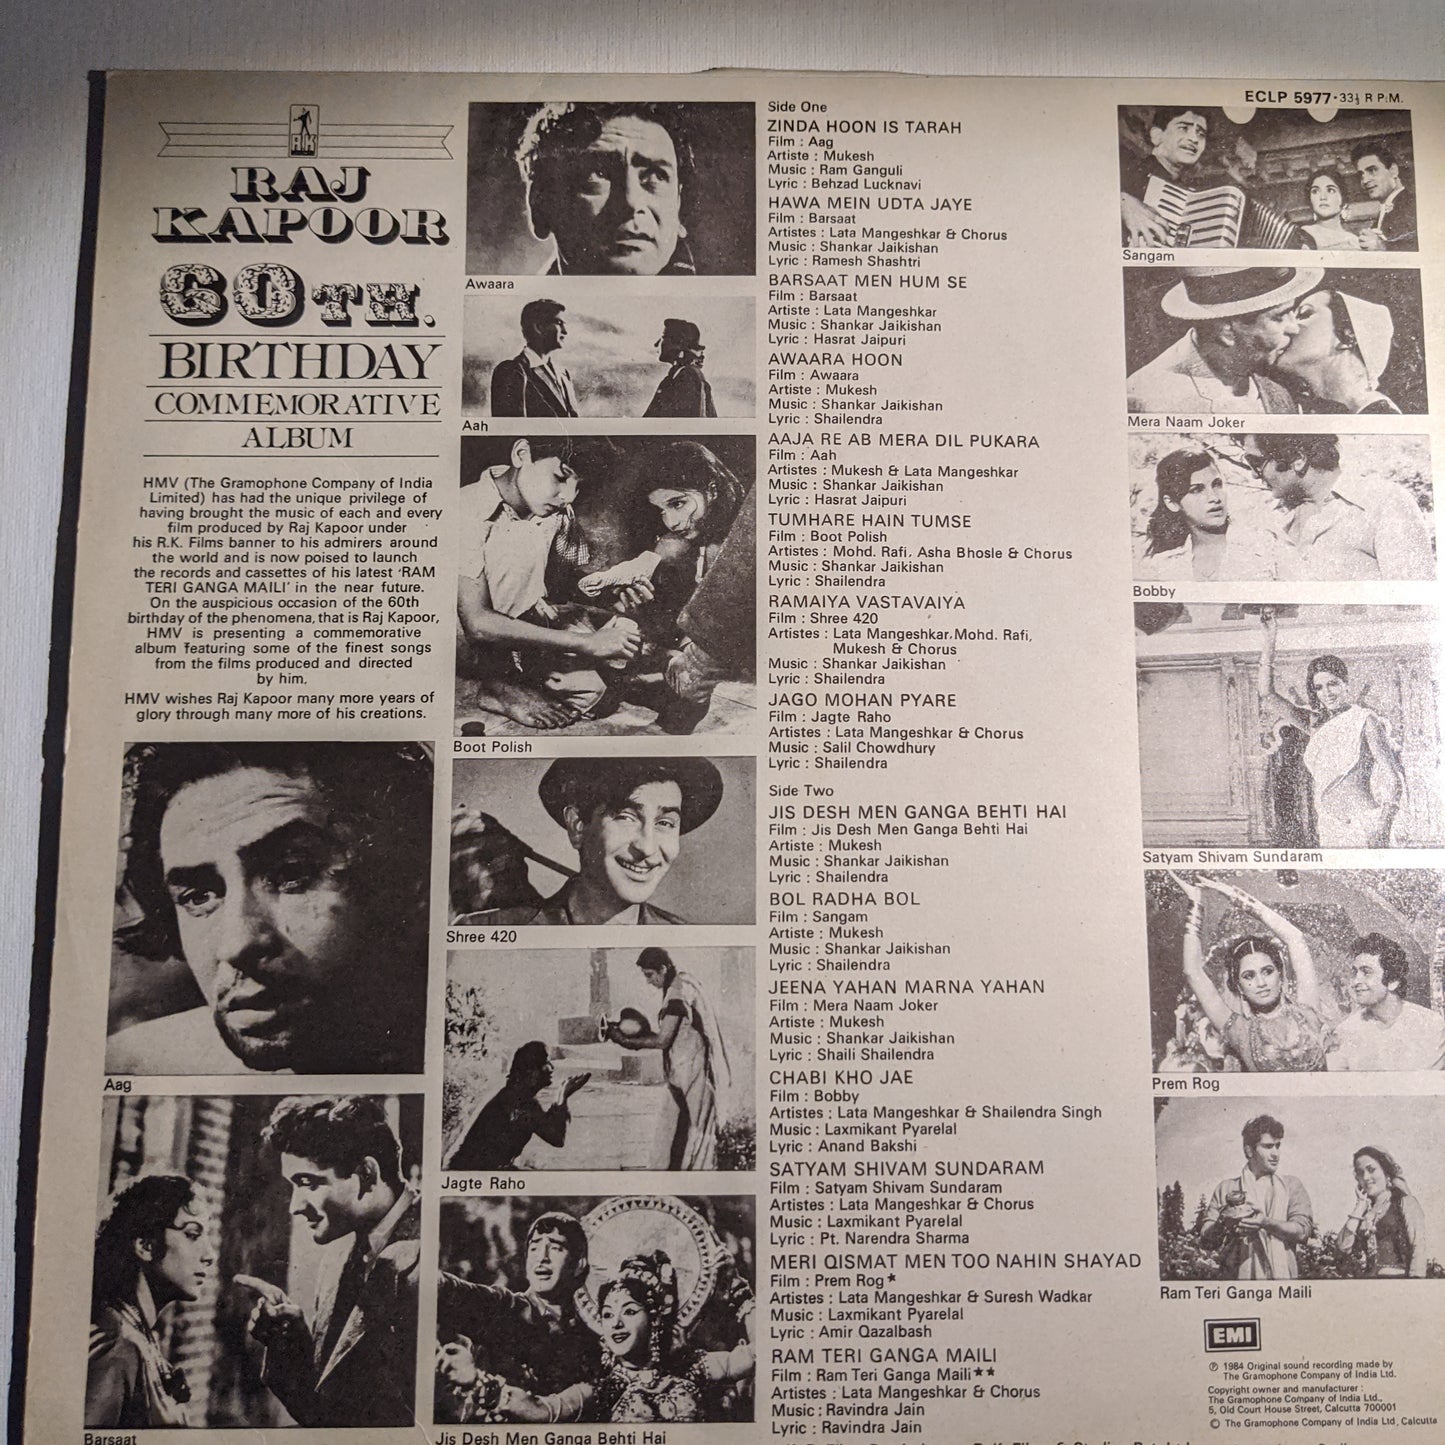 R.K
RAJ
KAPOOR
60TH.
BIRTHDAY
COMMEMORATIVE
ALBUM
HMV (The Gramophone Company of India
Limited) has had the unique privilege of
having brought the music of each and every
film produced by Raj Kapoor under
his R.K. Films banner to his admirers around
the world and is now poised to launch
the records and cassettes of his latest 'RAM
TERI GANGA MAILI' in the near future.
On the auspicious occasion of the 60th
birthday of the phenomena, that is Raj Kapoor,
HMV is presenting a commemorative
album featuring some of the finest songs
from the films produced and directed
by him.
HMV wishes Raj Kapoor many more years of
glory through many more of his creations.
Aag
Barsaat
Awaara
Aah
Boot Polish
Shree 420
Jagte Raho
Jis Desh Men Ganga Behti Hai
Side One
ZINDA HOON IS TARAH
Film : Aag
Artiste : Mukesh
Music : Ram Ganguli
Lyric : Behzad Lucknavi
HAWA MEIN UDTA JAYE
Film : Barsaat
Artistes : Lata Mangeshkar & Chorus
Music : Shankar Jaikishan
Lyric : Ramesh Shashtri
BARSAAT MEN HUM SE
Film : Barsaat
Artiste : Lata Mangeshkar
Music : Shankar Jaikishan
Lyric : Hasrat Jaipuri
AWAARA HOON
Film : Awaara
Artiste : Mukesh
Music : Shankar Jaikishan
Lyric : Shailendra
AAJA RE AB MERA DIL PUKARA
Film : Aah
Artistes : Mukesh & Lata Mangeshkar
Music : Shankar Jaikishan
Lyric : Hasrat Jaipuri
TUMHARE HAIN TUMSE
Film : Boot Polish
Artistes : Mohd. Rafi, Asha Bhosle & Chorus
Music : Shankar Jaikishan
Lyric : Shailendra
RAMAIYA VASTAVAIYA
Film : Shree 420
Artistes : Lata Mangeshkar, Mohd. Rafi,
Mukesh & Chorus
Music : Shankar Jaikishan
Lyric : Shailendra
JAGO MOHAN PYARE
Film : Jagte Raho
Artistes : Lata Mangeshkar & Chorus
Music : Salil Chowdhury
Lyric : Shailendra
Side Two
JIS DESH MEN GANGA BEHTI HAI
Film : Jis Desh Men Ganga Behti Hai
Artiste : Mukesh
Music : Shankar Jaikishan
Lyric : Shailendra
BOL RADHA BOL
Film : Sangam
Artiste : Mukesh
Music : Shankar Jaikishan
Lyric : Shailendra
JEENA YAHAN MARNA YAHAN
Film : Mera Naam Joker
Artiste : Mukesh
Music : Shankar Jaikishan
Lyric : Shaili Shailendra
CHABI KHO JAE
Film : Bobby
Artistes : Lata Mangeshkar & Shailendra Singh
Music : Laxmikant Pyarelal
Lyric : Anand Bakshi
SATYAM SHIVAM SUNDARAM
Film : Satyam Shivam Sundaram
Artistes : Lata Mangeshkar & Chorus
Music : Laxmikant Pyarelal
Lyric : Pt. Narendra Sharma
MERI QISMAT MEN TOO NAHIN SHAYAD
Film : Prem Rog★
Artistes : Lata Mangeshkar & Suresh Wadkar
Music : Laxmikant Pyarelal
Lyric : Amir Qazalbash
RAM TERI GANGA MAILI
Film : Ram Teri Ganga Maili★★
Artistes : Lata Mangeshkar & Chorus
Music : Ravindra Jain
Lyric : Ravindra Jain
ECLP 5977·33⅓ R P:M.
Sangam
Mera Naam Joker
Bobby
Satyam Shivam Sundaram
Prem Rog
Ram Teri Ganga Maili
EMI
℗ 1984 Original sound recording made by
The Gramophone Company of India Ltd.
Copyright owner and manufacturer :
The Gramophone Company of India Ltd.,
5, Old Court House Street, Calcutta 700001
© The Gramophone Company of India Ltd, Calcutta